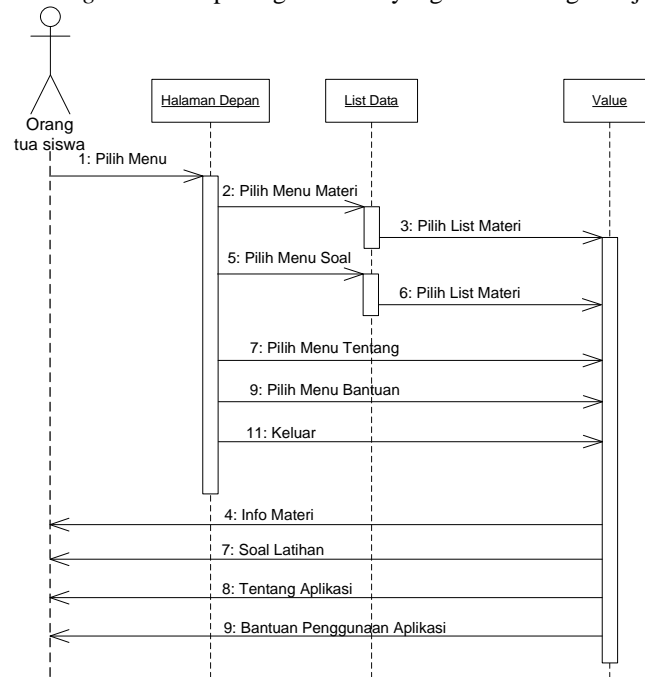 Halaman Depan
List Data
Value
Orang
tua siswa
1: Pilih Menu
2: Pilih Menu Materi
3: Pilih List Materi
5: Pilih Menu Soal
6: Pilih List Materi
7: Pilih Menu Tentang
9: Pilih Menu Bantuan
11: Keluar
4: Info Materi
7: Soal Latihan
8: Tentang Aplikasi
9: Bantuan Penggunaan Aplikasi